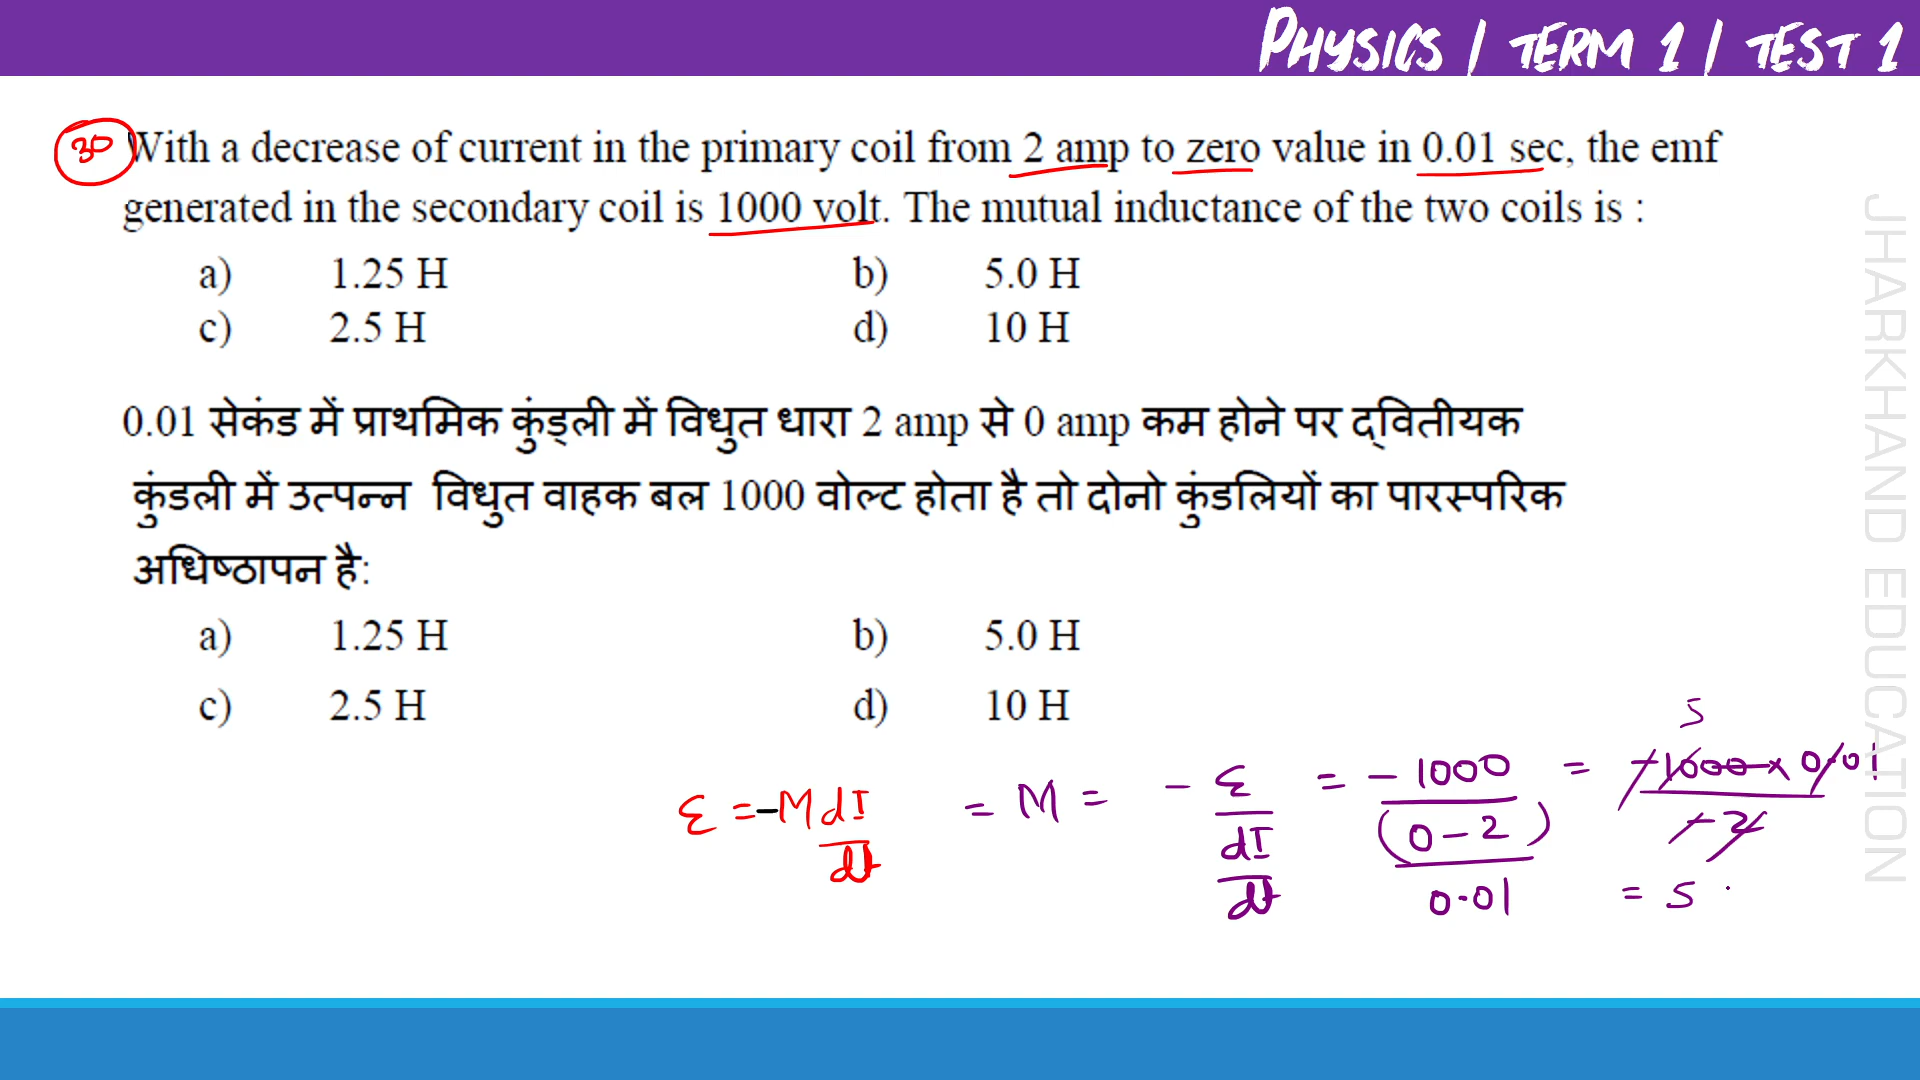 PHYSICS | TERM 1 | TEST 1
30 With a decrease of current in the primary coil from 2 amp to zero value in 0.01 sec, the emf
generated in the secondary coil is 1000 volt. The mutual inductance of the two coils is :
a) 1.25 H b) 5.0 H
c) 2.5 H d) 10 H
0.01 सेकंड में प्राथमिक कुंड्ली में विधुत धारा 2 amp से 0 amp कम होने पर द्वितीयक
कुंडली में उत्पन्न विधुत वाहक बल 1000 वोल्ट होता है तो दोनो कुंडलियों का पारस्परिक
अधिष्ठापन है:
a) 1.25 H b) 5.0 H
c) 2.5 H d) 10 H
5
ε = -M dI/dt = M = - ε/(dI/dt) = -1000/((0-2)/0.01) = -1000 × 0.01/-2
= 5
JHARKHAND EDUCATION